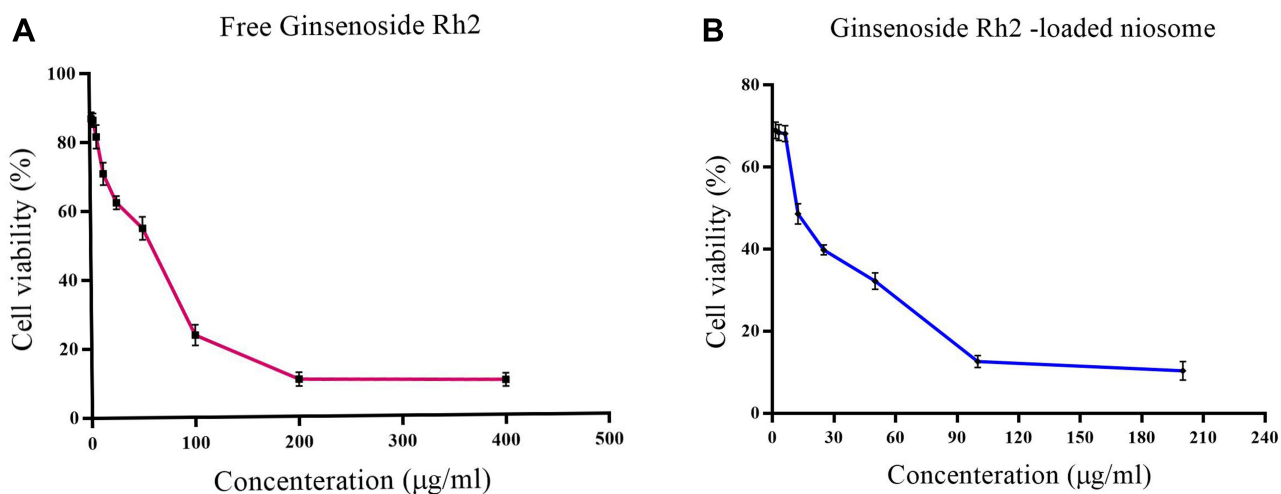 A
Free Ginsenoside Rh2
Cell viability (%)
100
80
60
40
20
0
0 100 200 300 400 500
Concenteration (μg/ml)
B
Ginsenoside Rh2 -loaded niosome
Cell viability (%)
80
60
40
20
0
0 30 60 90 120 150 180 210 240
Concenteration (μg/ml)